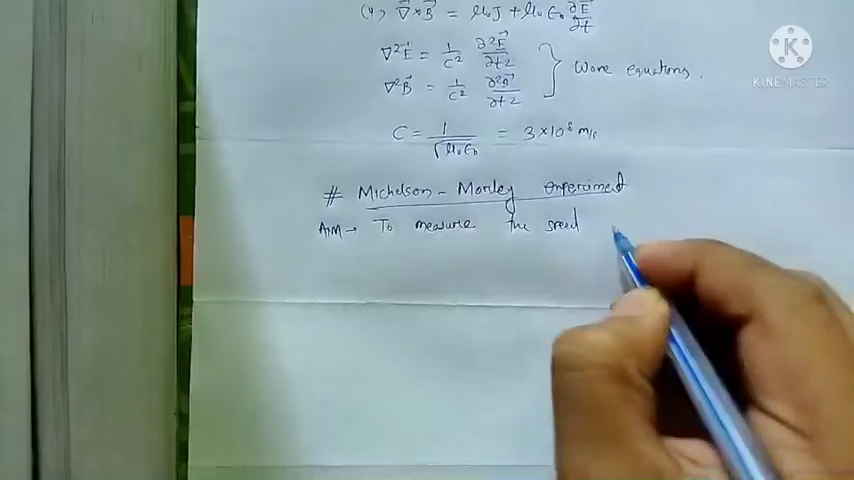 (4) ∇⃗×B⃗ = μ₀J + μ₀ε₀ ∂E⃗/∂t
∇²E⃗ = 1/c² ∂²E⃗/∂t²
∇²B⃗ = 1/c² ∂²B⃗/∂t²
} Wave equations.
C = 1/√μ₀ε₀ = 3×10⁸ m/s
# Michelson - Morley experiment
AIM→ To measure the speed
K
KINEMASTER